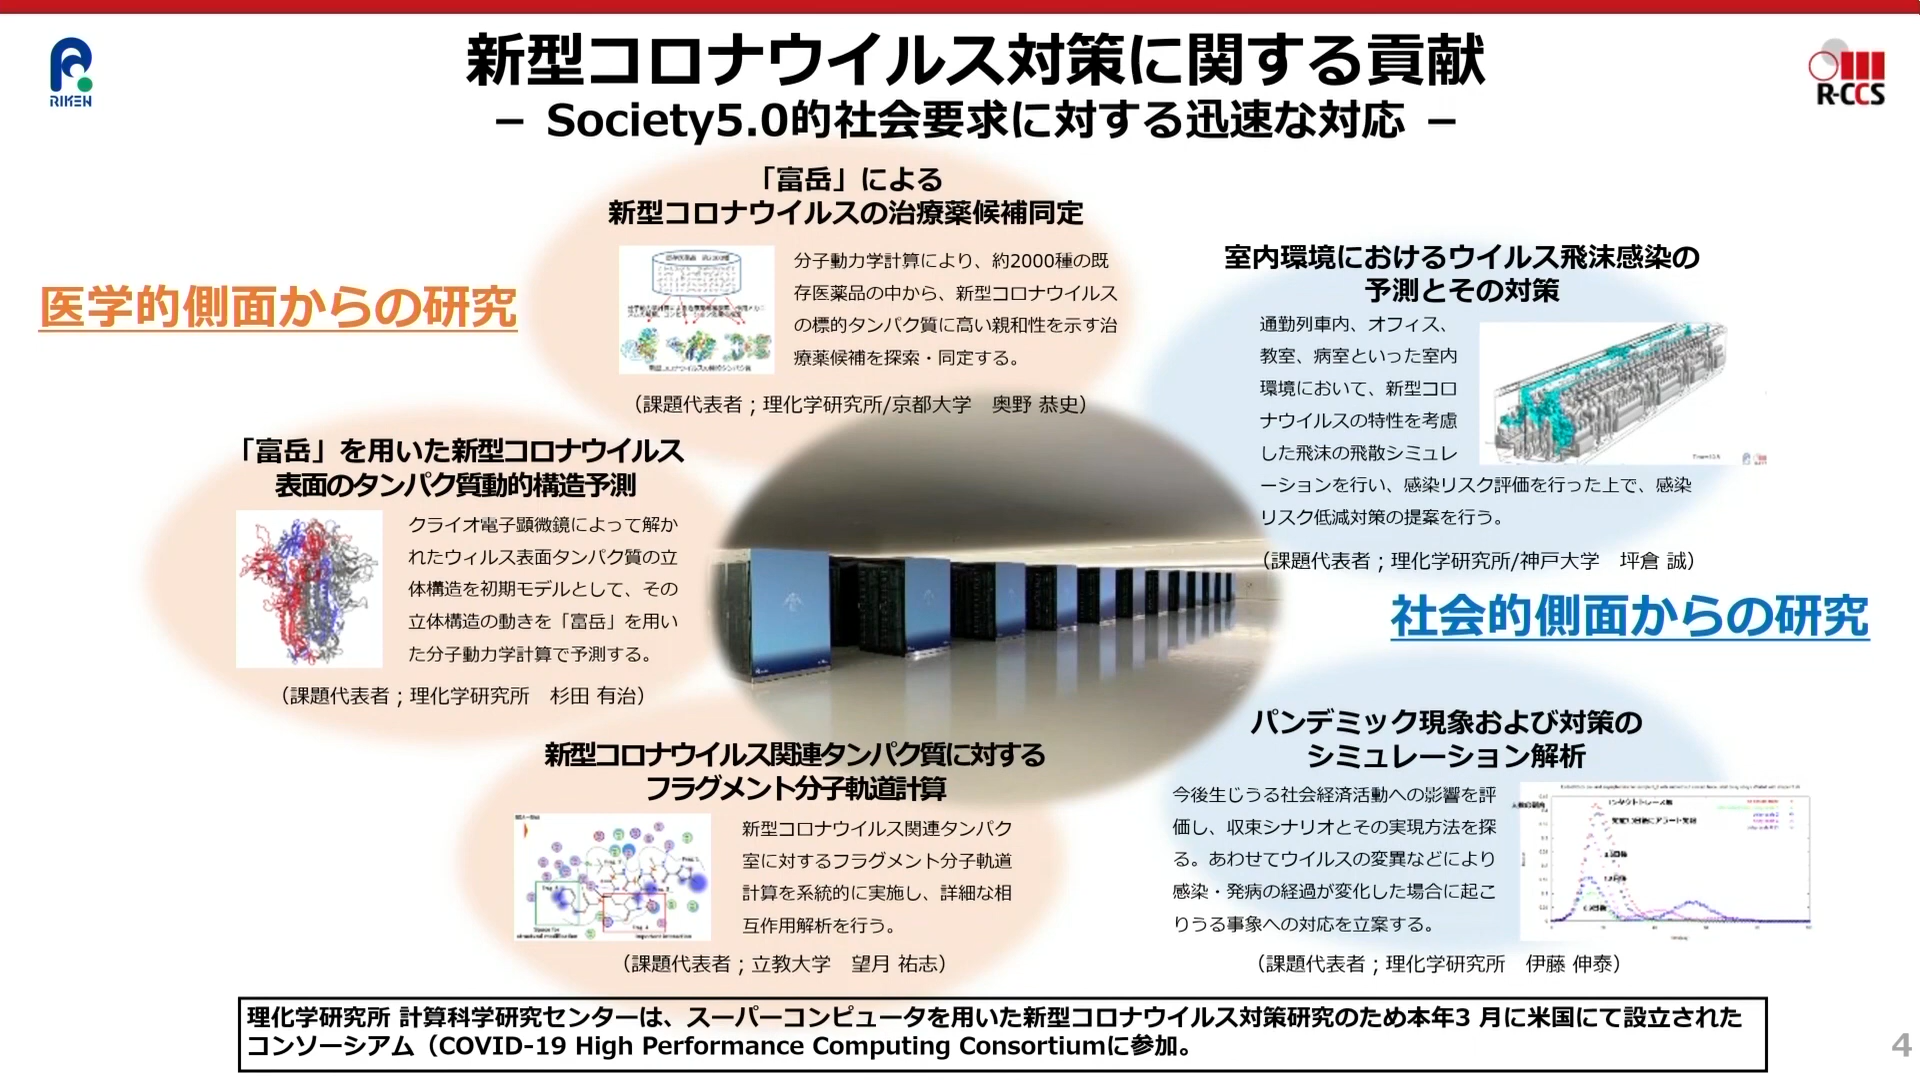 RIKEN
新型コロナウイルス対策に関する貢献
R-CCS
－ Society5.0的社会要求に対する迅速な対応 －
「富岳」による
新型コロナウイルスの治療薬候補同定
分子動力学計算により、約2000種の既
存医薬品の中から、新型コロナウイルス
の標的タンパク質に高い親和性を示す治
療薬候補を探索・同定する。
（課題代表者；理化学研究所/京都大学　奥野 恭史）
医学的側面からの研究
室内環境におけるウイルス飛沫感染の
予測とその対策
通勤列車内、オフィス、
教室、病室といった室内
環境において、新型コロ
ナウイルスの特性を考慮
した飛沫の飛散シミュレ
ーションを行い、感染リスク評価を行った上で、感染
リスク低減対策の提案を行う。
（課題代表者；理化学研究所/神戸大学　坪倉 誠）
「富岳」を用いた新型コロナウイルス
表面のタンパク質動的構造予測
クライオ電子顕微鏡によって解か
れたウィルス表面タンパク質の立
体構造を初期モデルとして、その
立体構造の動きを「富岳」を用い
た分子動力学計算で予測する。
（課題代表者；理化学研究所　杉田 有治）
社会的側面からの研究
新型コロナウイルス関連タンパク質に対する
フラグメント分子軌道計算
新型コロナウイルス関連タンパク
室に対するフラグメント分子軌道
計算を系統的に実施し、詳細な相
互作用解析を行う。
（課題代表者；立教大学　望月 祐志）
パンデミック現象および対策の
シミュレーション解析
今後生じうる社会経済活動への影響を評
価し、収束シナリオとその実現方法を探
る。あわせてウイルスの変異などにより
感染・発病の経過が変化した場合に起こ
りうる事象への対応を立案する。
（課題代表者；理化学研究所　伊藤 伸泰）
理化学研究所 計算科学研究センターは、スーパーコンピュータを用いた新型コロナウイルス対策研究のため本年3 月に米国にて設立された
コンソーシアム（COVID-19 High Performance Computing Consortiumに参加。
4